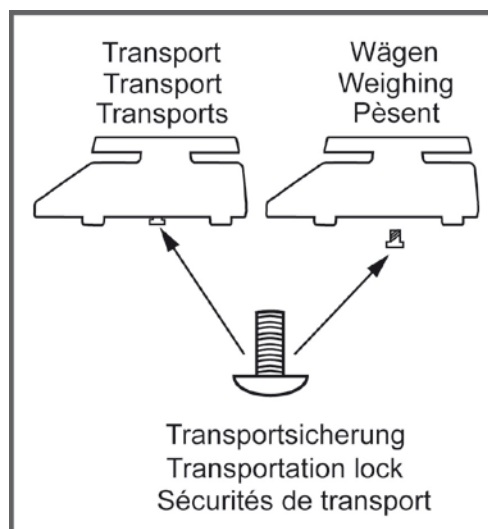 Transport
Transport
Transports
Wägen
Weighing
Pèsent
Transportsicherung
Transportation lock
Sécurités de transport